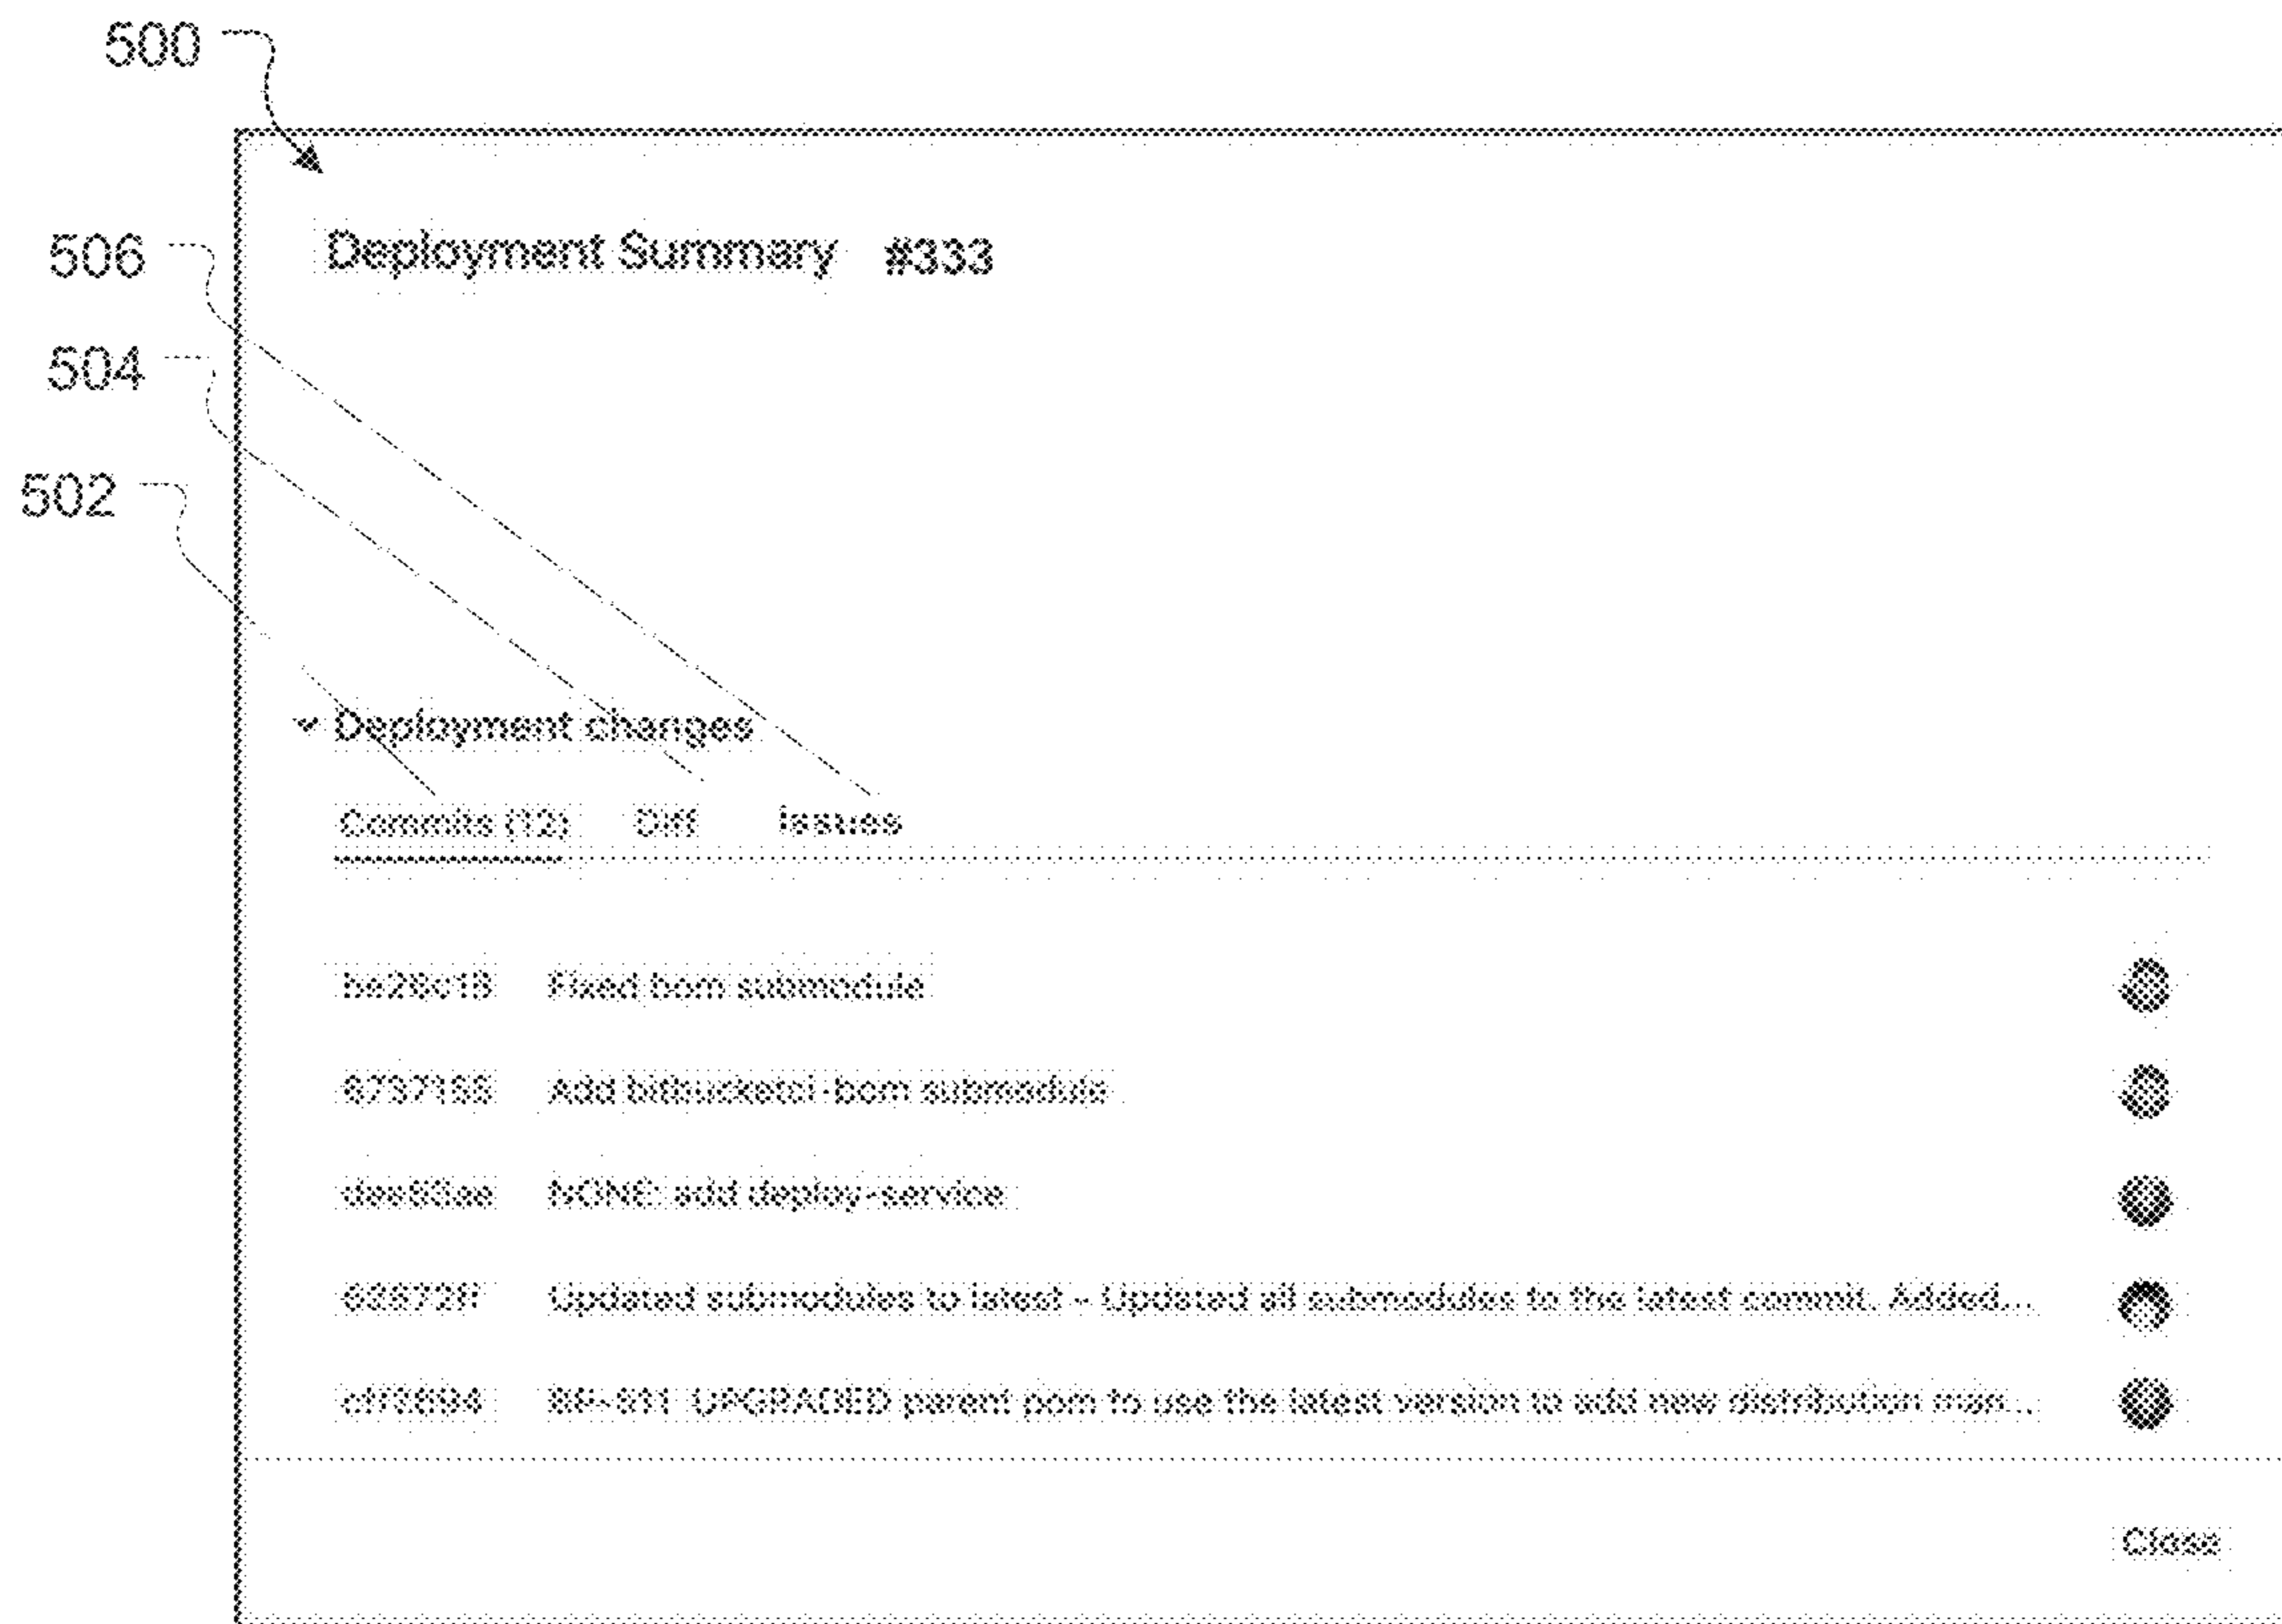 500
506
504
502
Deployment Summary #333
Deployment changes
Commits (12) Diff Issues
Fixed bom submodule
Add bitbucketci-bom submodule
NONE add deploy-service
Updated submodules to latest - Updated all submodules to the latest commit. Added...
UPGRADED parent pom to use the latest version to add new distribution man...
Close